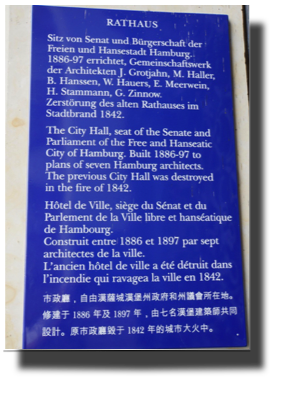 RATHAUS
Sitz von Senat und Bürgerschaft der
Freien und Hansestadt Hamburg.
1886-97 errichtet, Gemeinschaftswerk
der Architekten J. Grotjahn, M. Haller,
B. Hanssen, W. Hauers, E. Meerwein,
H. Stammann, G. Zinnow.
Zerstörung des alten Rathauses im
Stadtbrand 1842.
The City Hall, seat of the Senate and
Parliament of the Free and Hanseatic
City of Hamburg. Built 1886-97 to
plans of seven Hamburg architects.
The previous City Hall was destroyed
in the fire of 1842.
Hôtel de Ville, siège du Sénat et du
Parlement de la Ville libre et hanséatique
de Hambourg.
Construit entre 1886 et 1897 par sept
architectes de la ville.
L'ancien hôtel de ville a été détruit dans
l'incendie qui ravagea la ville en 1842.
市政廳，自由漢薩城漢堡州政府和州議會所在地。
修建于 1886 年及 1897 年，由七名漢堡建築師共同
設計。原市政廳毀于 1842 年的城市大火中。